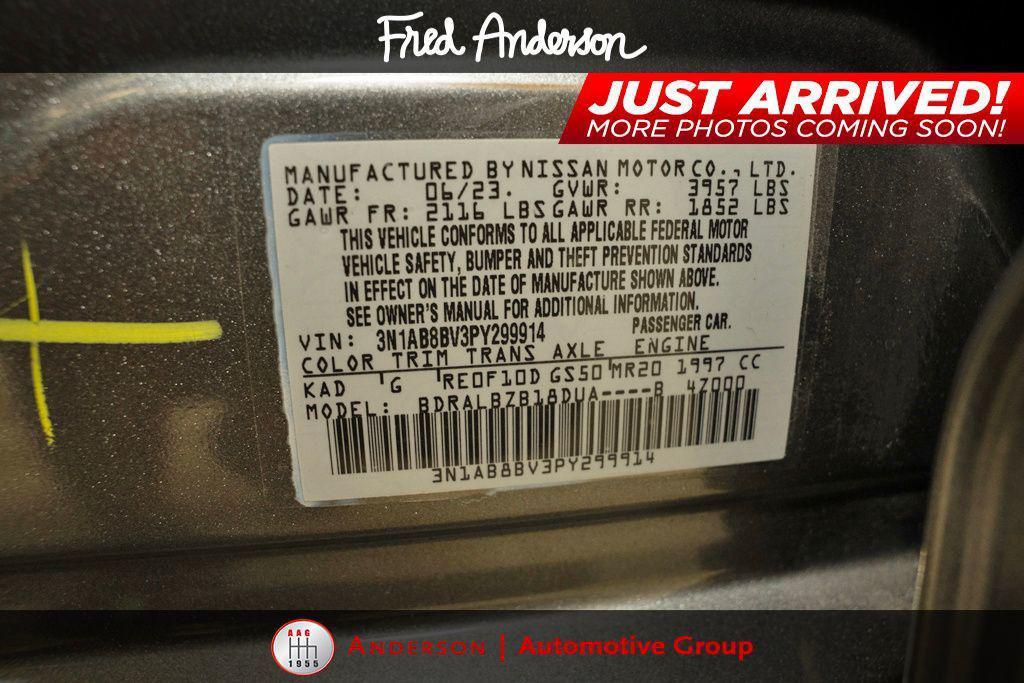 Fred Anderson
JUST ARRIVED!
MORE PHOTOS COMING SOON!
MANUFACTURED BY NISSAN MOTOR CO., LTD.
DATE: 06/23. GVWR: 3957 LBS
GAWR FR: 2116 LBS GAWR RR: 1852 LBS
THIS VEHICLE CONFORMS TO ALL APPLICABLE FEDERAL MOTOR
VEHICLE SAFETY, BUMPER AND THEFT PREVENTION STANDARDS
IN EFFECT ON THE DATE OF MANUFACTURE SHOWN ABOVE.
SEE OWNER'S MANUAL FOR ADDITIONAL INFORMATION.
VIN: 3N1AB8BV3PY299914 PASSENGER CAR.
COLOR TRIM TRANS AXLE ENGINE
KAD G RE0F10D GS50 MR20 1997 CC
MODEL: BDRALBZB18DUA----B 4Z000
3N1AB8BV3PY299914
AAG
1955
ANDERSON | Automotive Group